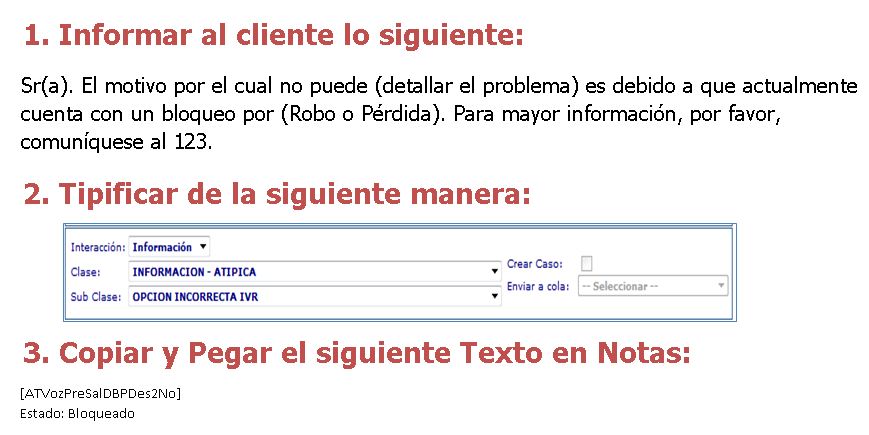 1. Informar al cliente lo siguiente:
Sr(a). El motivo por el cual no puede (detallar el problema) es debido a que actualmente
cuenta con un bloqueo por (Robo o Pérdida). Para mayor información, por favor,
comuníquese al 123.
2. Tipificar de la siguiente manera:
Interacción: Información
Clase: INFORMACION - ATIPICA
Sub Clase: OPCION INCORRECTA IVR
Crear Caso:
Enviar a cola: -- Seleccionar --
3. Copiar y Pegar el siguiente Texto en Notas:
[ATVozPreSalDBPDes2No]
Estado: Bloqueado